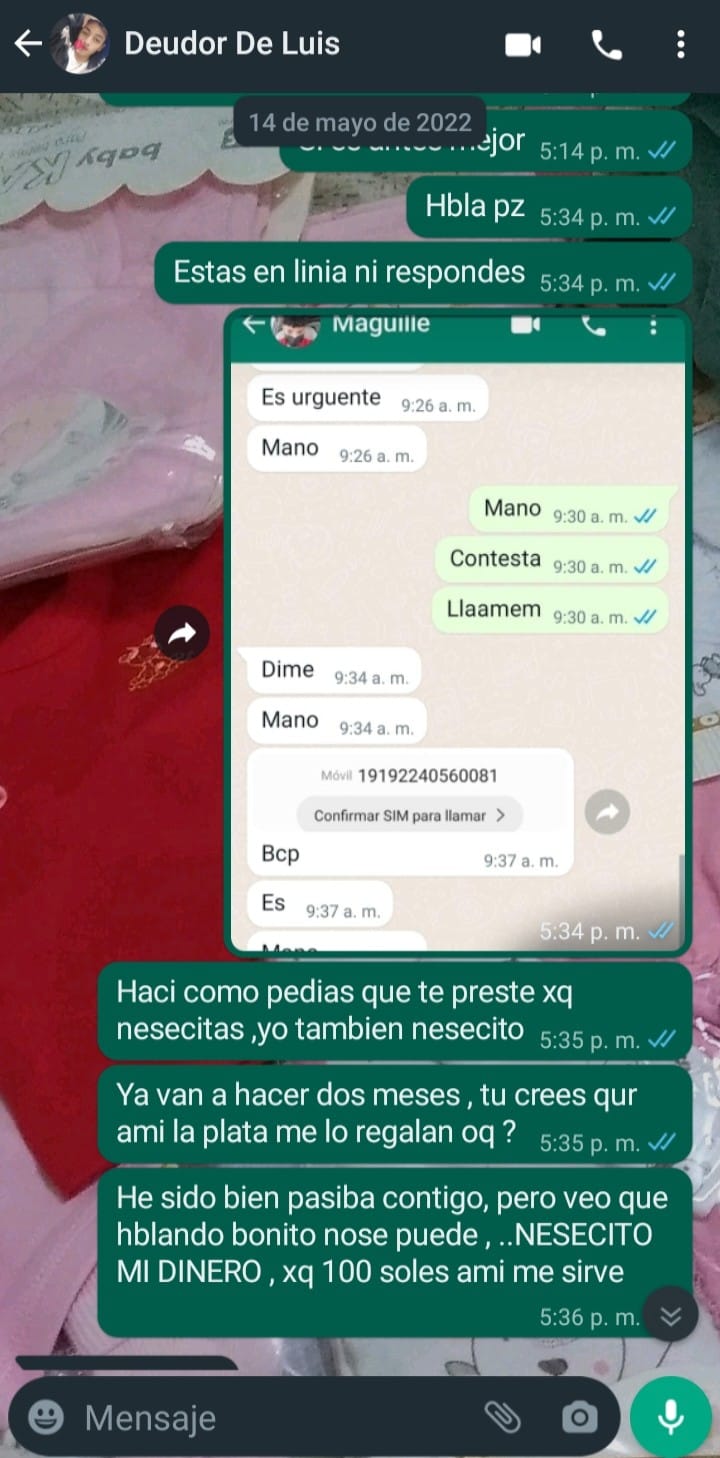 Deudor De Luis
14 de mayo de 2022
mejor 5:14 p. m.
Hbla pz 5:34 p. m.
Estas en linia ni respondes 5:34 p. m.
Maguille
Es urguente 9:26 a. m.
Mano 9:26 a. m.
Mano 9:30 a. m.
Contesta 9:30 a. m.
Llaamem 9:30 a. m.
Dime 9:34 a. m.
Mano 9:34 a. m.
Móvil 19192240560081
Confirmar SIM para llamar
Bcp 9:37 a. m.
Es 9:37 a. m.
5:34 p. m.
Haci como pedias que te preste xq
nesecitas ,yo tambien nesecito 5:35 p. m.
Ya van a hacer dos meses , tu crees qur
ami la plata me lo regalan oq ? 5:35 p. m.
He sido bien pasiba contigo, pero veo que
hblando bonito nose puede , ..NESECITO
MI DINERO , xq 100 soles ami me sirve
5:36 p. m.
Mensaje
baby